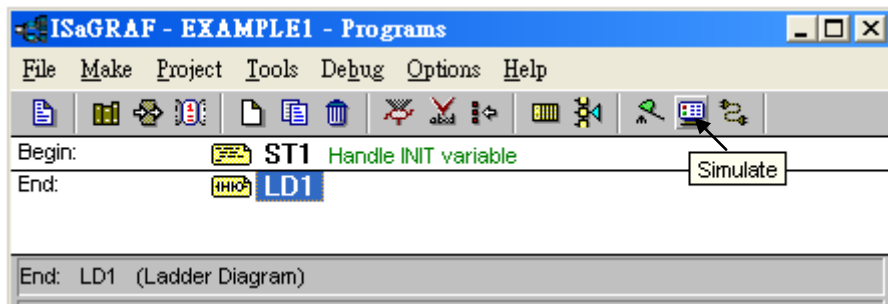 ISaGRAF - EXAMPLE1 - Programs
File Make Project Tools Debug Options Help
Begin: ST1 Handle INIT variable
Simulate
End: LD1
End: LD1 (Ladder Diagram)